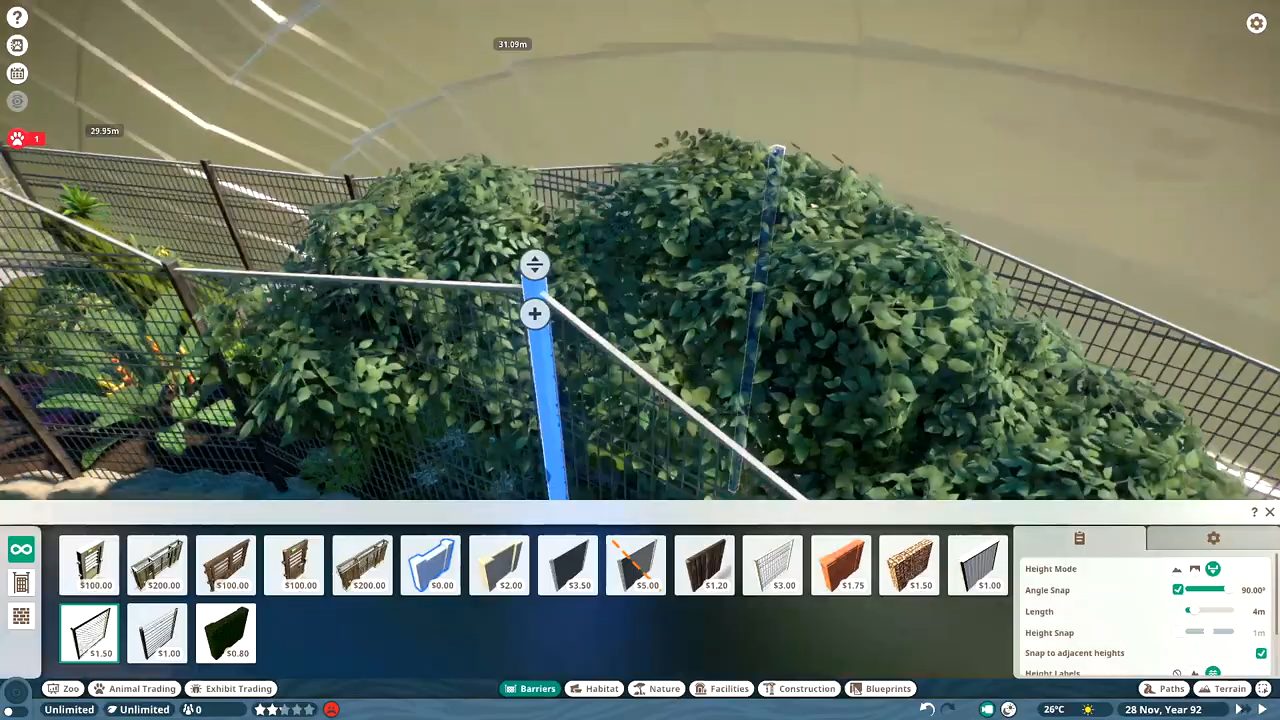 ?
31.09m
29.95m
1
?
$100.00 $200.00 $100.00 $100.00 $200.00 $0.00 $2.00 $3.50 $5.00 $1.20 $3.00 $1.75 $1.50 $1.00
$1.50 $1.00 $0.80
Height Mode
Angle Snap 90.00°
Length 4m
Height Snap 1m
Snap to adjacent heights
Height Labels
Zoo Animal Trading Exhibit Trading Barriers Habitat Nature Facilities Construction Blueprints Paths Terrain
Unlimited Unlimited 0 26°C 28 Nov, Year 92